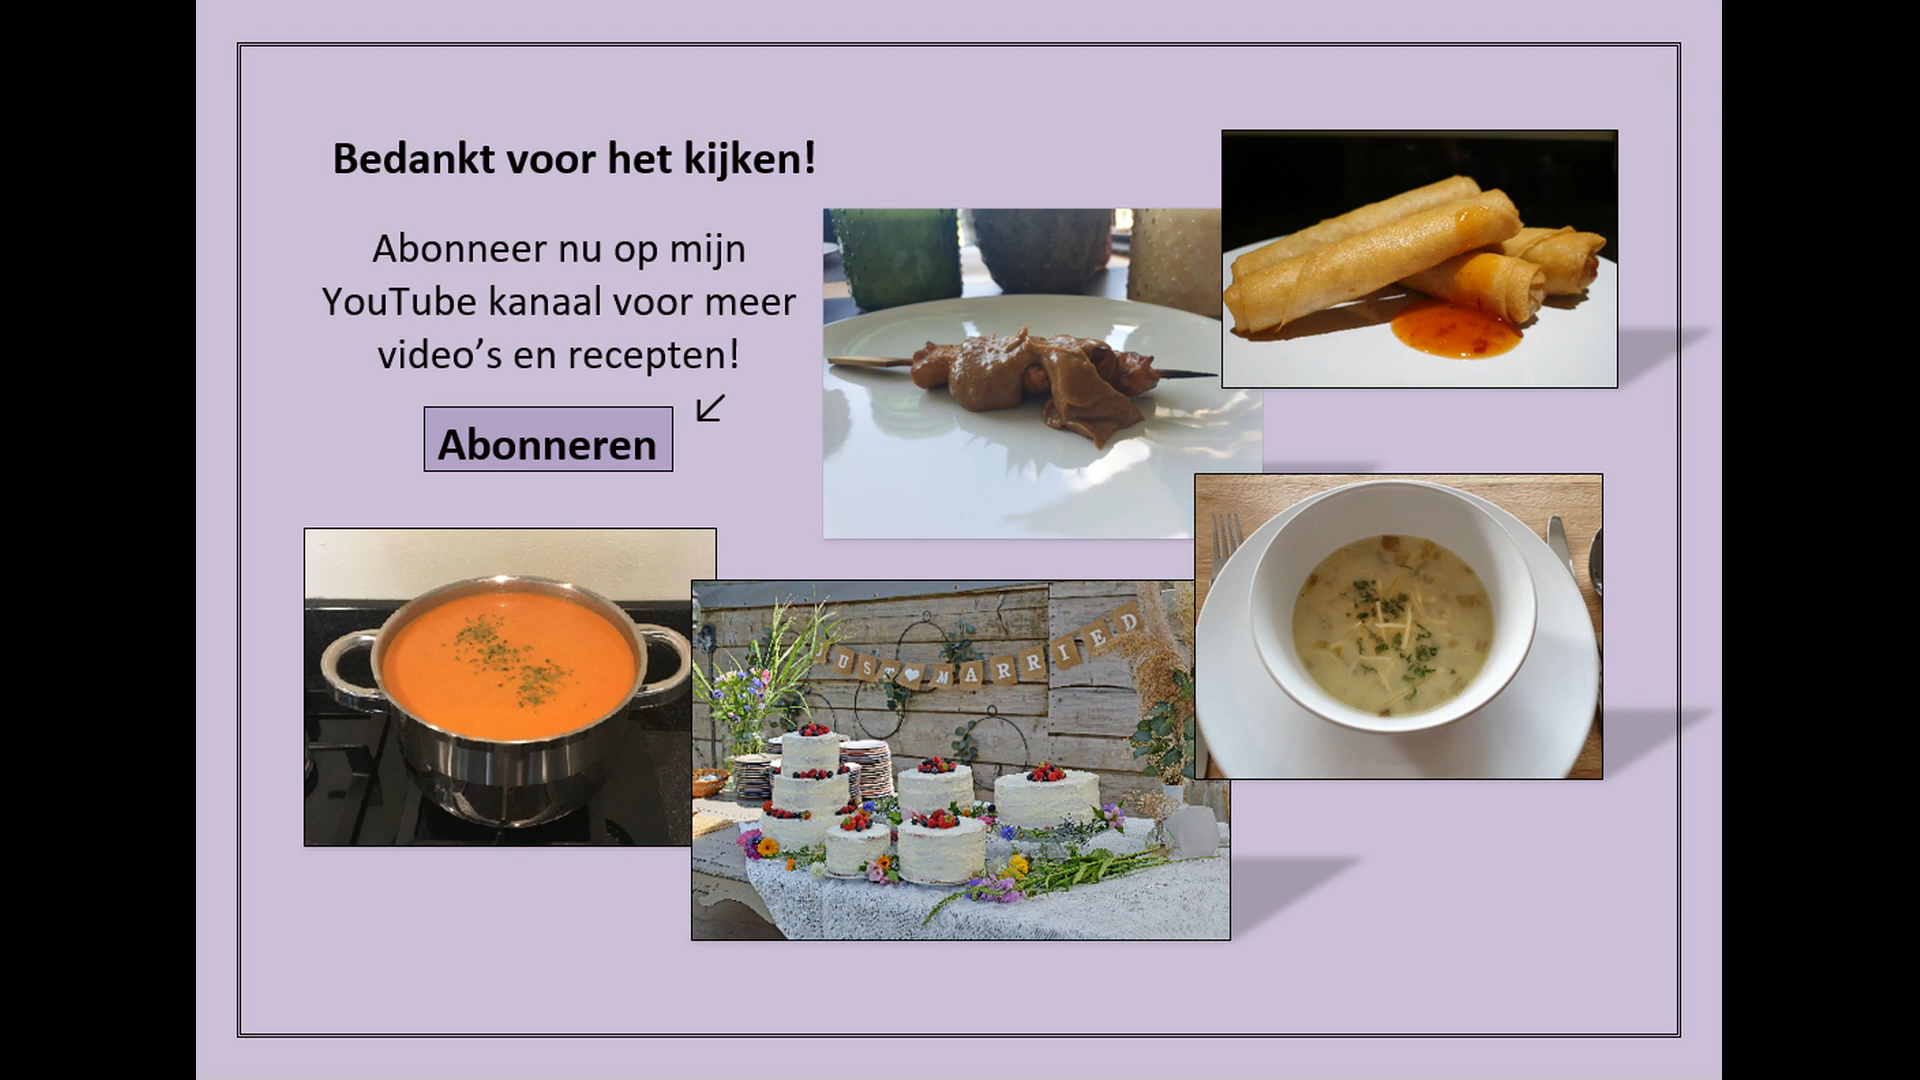 Bedankt voor het kijken!
Abonneer nu op mijn
YouTube kanaal voor meer
video’s en recepten!
Abonneren
JUST MARRIED